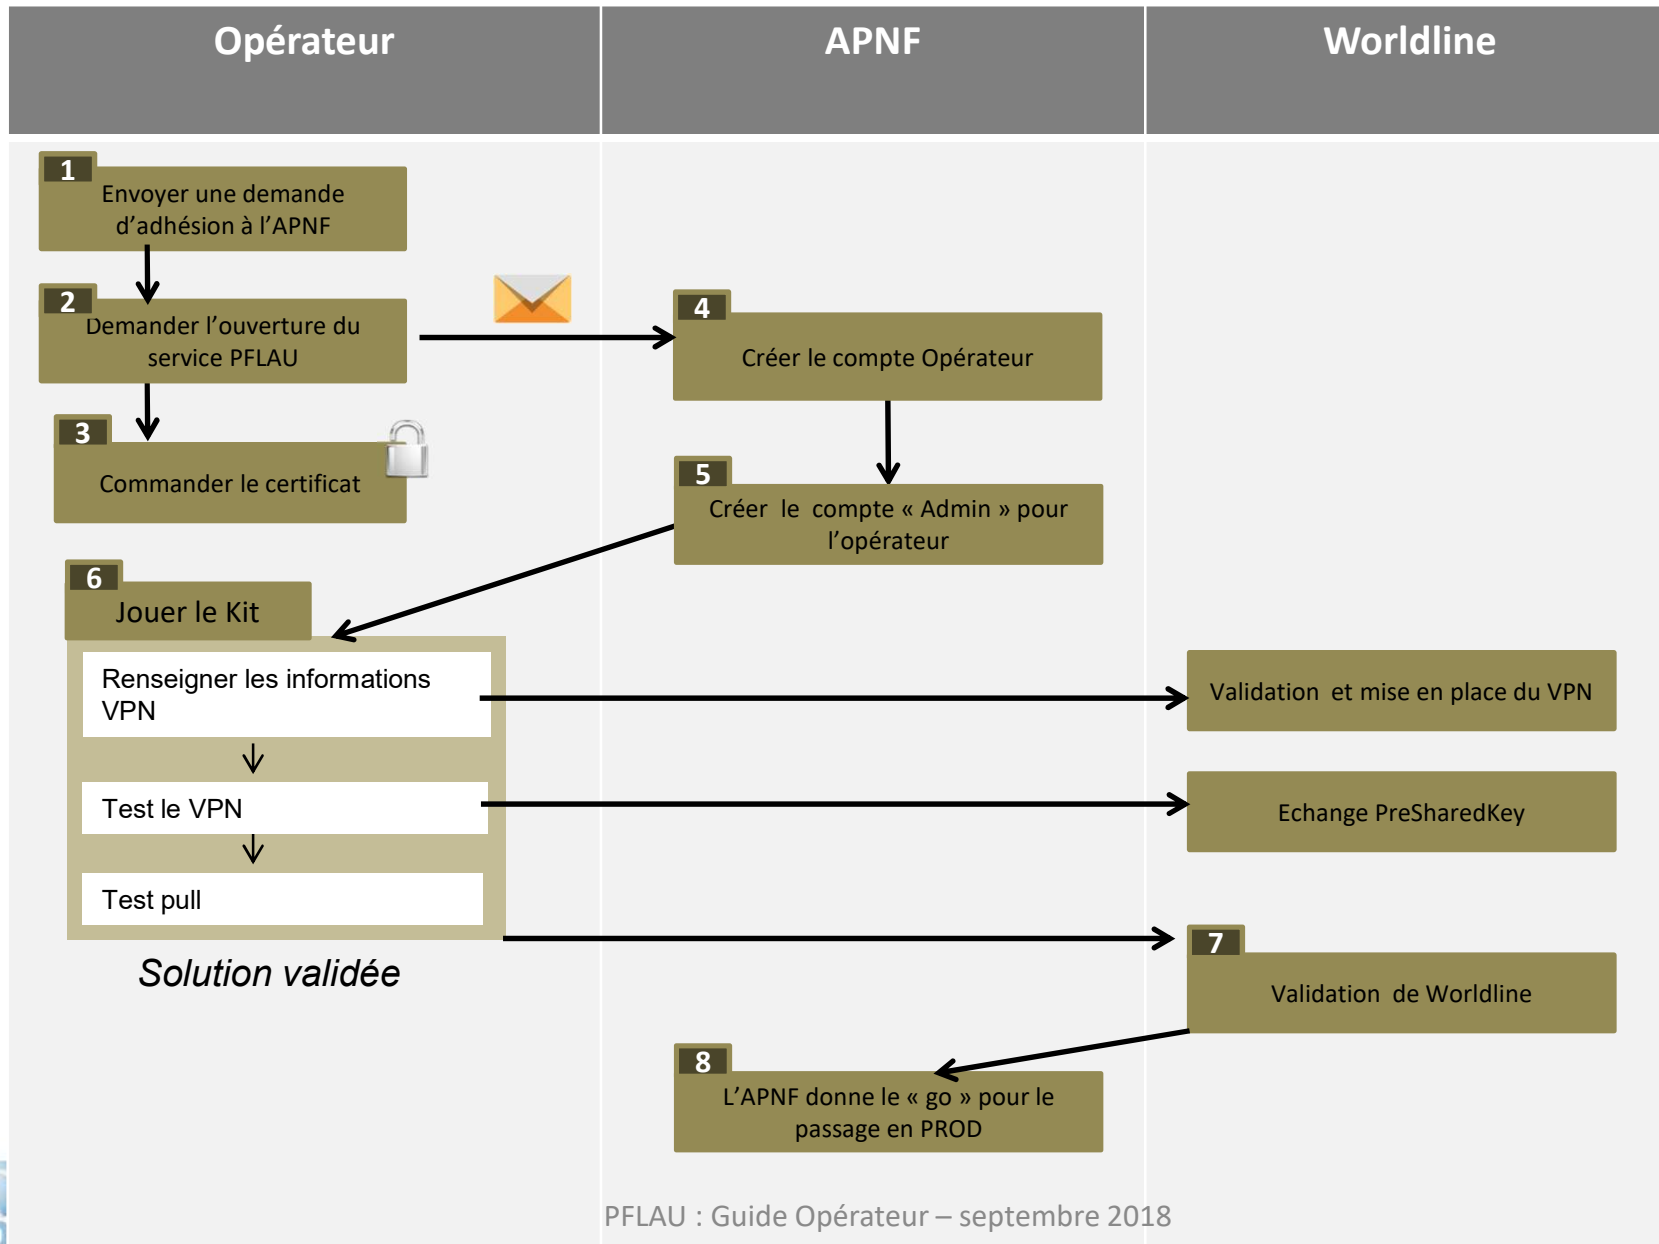 Opérateur
APNF
Worldline
1
Envoyer une demande
d’adhésion à l’APNF
2
Demander l’ouverture du
service PFLAU
3
Commander le certificat
4
Créer le compte Opérateur
5
Créer le compte « Admin » pour
l’opérateur
6
Jouer le Kit
Renseigner les informations
VPN
Validation et mise en place du VPN
Test le VPN
Echange PreSharedKey
Test pull
Solution validée
7
Validation de Worldline
8
L’APNF donne le « go » pour le
passage en PROD
PFLAU : Guide Opérateur – septembre 2018